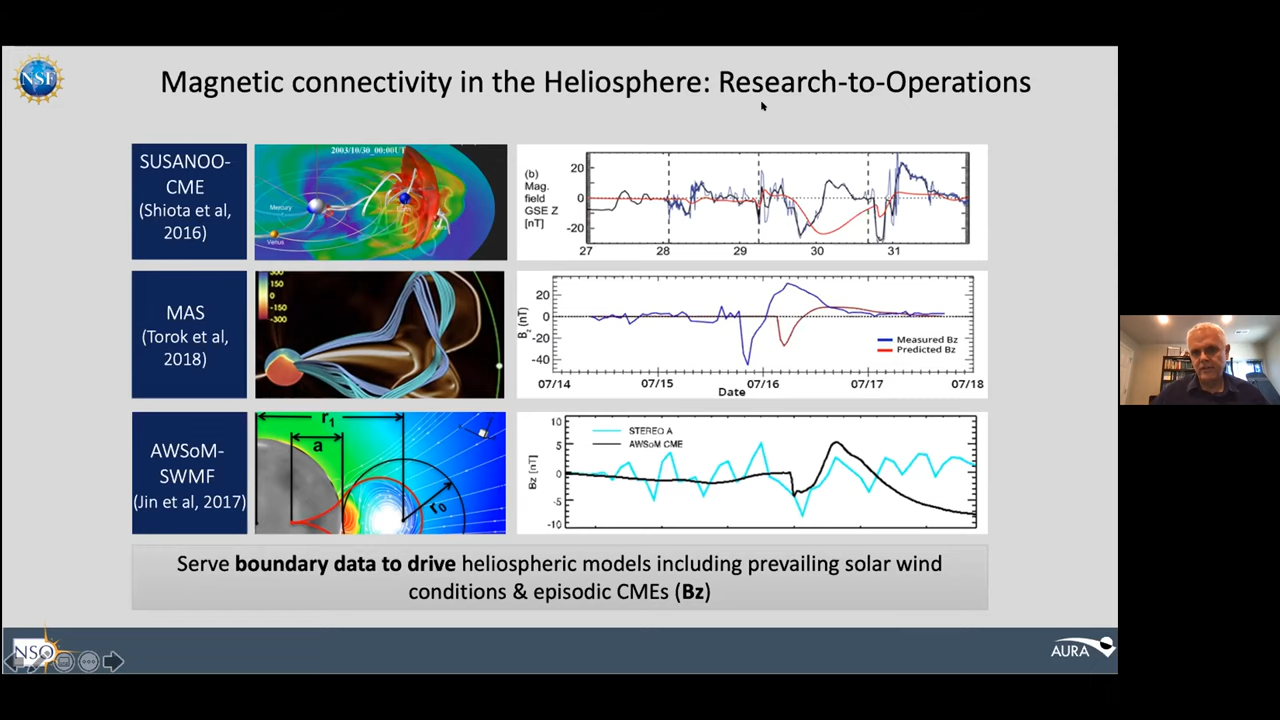 NSF
Magnetic connectivity in the Heliosphere: Research-to-Operations
SUSANOO-
CME
(Shiota et al,
2016)
2003/10/30_00:00UT
Mercury
Venus
(b)
Mag.
field
GSE Z
[nT]
20
0
-20
27 28 29 30 31
MAS
(Torok et al,
2018)
300
150
0
-150
-300
Bz (nT)
20
0
-20
-40
Measured Bz
Predicted Bz
07/14 07/15 07/16 07/17 07/18
Date
AWSoM-
SWMF
(Jin et al, 2017)
r1
a
r0
Bz [nT]
10
5
0
-5
-10
STEREO A
AWSoM CME
Serve boundary data to drive heliospheric models including prevailing solar wind
conditions & episodic CMEs (Bz)
NSO
AURA